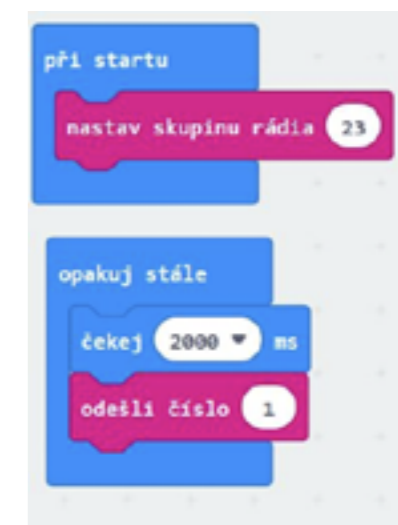 při startu
nastav skupinu rádia 23
opakuj stále
čekej 2000 ms
odešli číslo 1